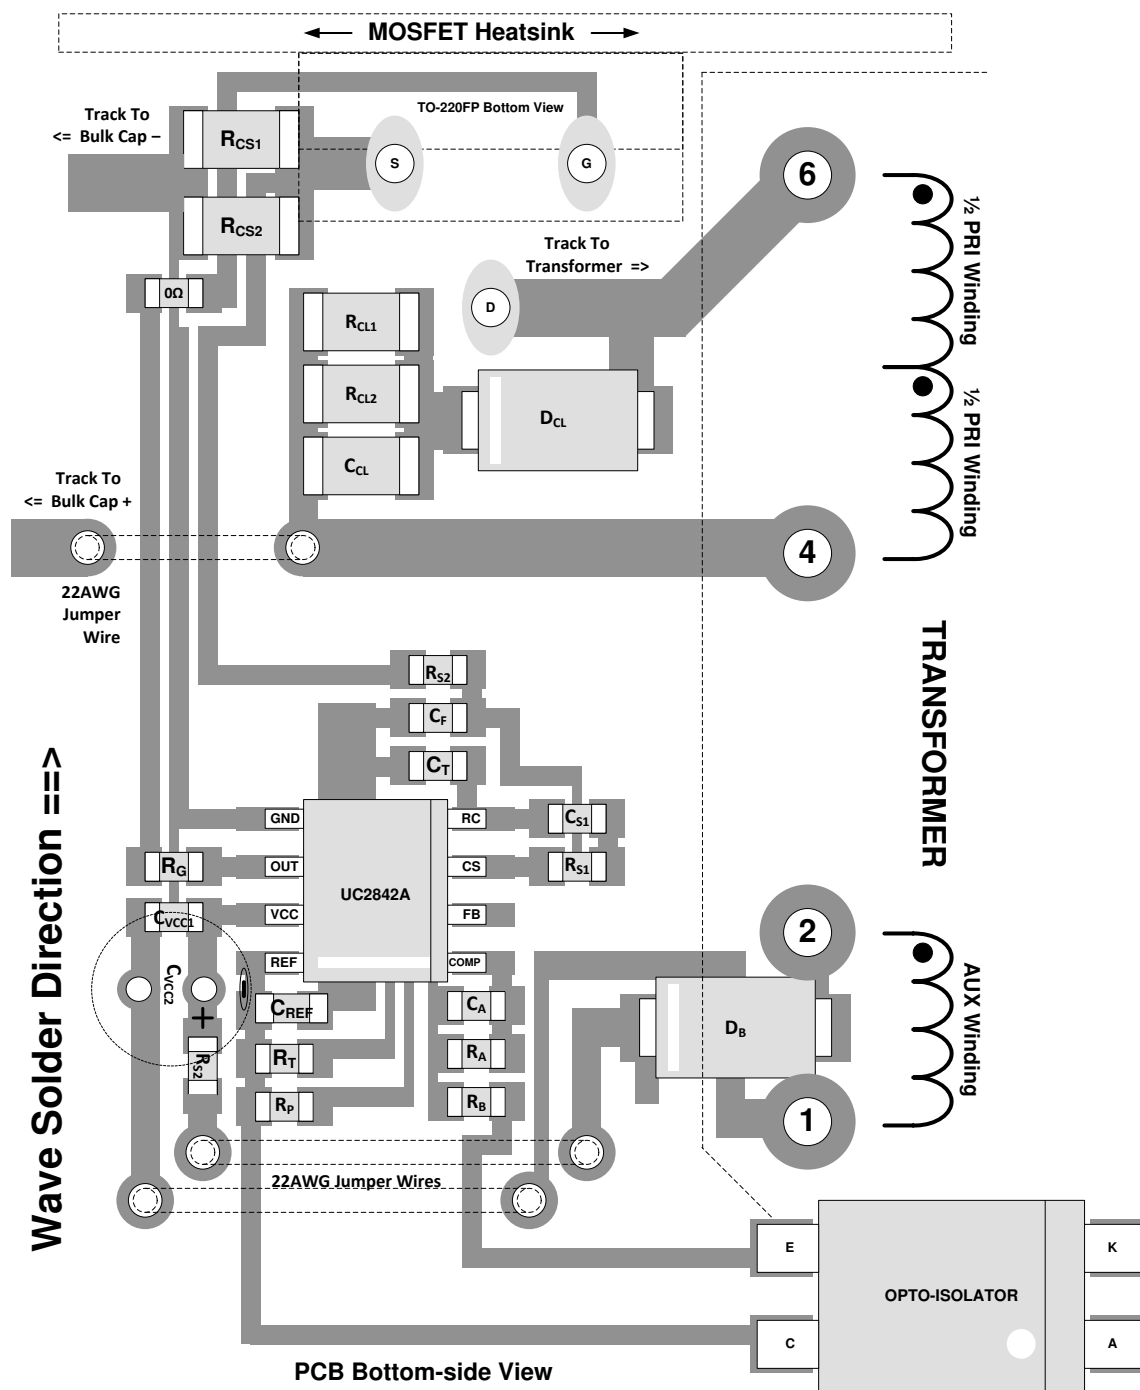 MOSFET Heatsink
TO-220FP Bottom View
Track To
<= Bulk Cap –
RCS1
S
G
6
RCS2
½ PRI Winding
Track To
Transformer =>
0Ω
D
RCL1
RCL2
DCL
½ PRI Winding
CCL
Track To
<= Bulk Cap +
4
22AWG
Jumper
Wire
TRANSFORMER
RS2
CF
CT
Wave Solder Direction ==>
GND
RC
CS1
RG
OUT
CS
RS1
UC2842A
CVCC1
VCC
FB
2
REF
COMP
CVCC2
+
CREF
CA
DB
AUX Winding
RS2
RT
RA
RP
RB
1
22AWG Jumper Wires
E
K
OPTO-ISOLATOR
C
A
PCB Bottom-side View